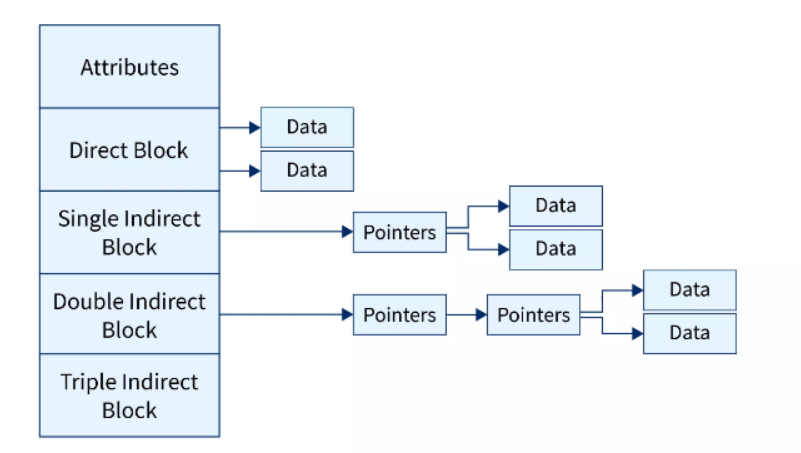 Attributes
Direct Block
Data
Data
Single Indirect
Block
Pointers
Data
Data
Double Indirect
Block
Pointers
Pointers
Data
Data
Triple Indirect
Block